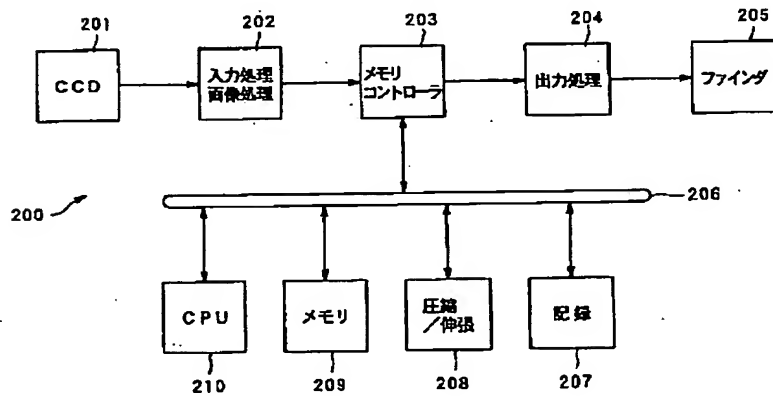 201
202
203
204
205
CCD
入力処理
画像処理
メモリ
コントローラ
出力処理
ファインダ
200
206
CPU
メモリ
圧縮
／伸張
記録
210
209
208
207